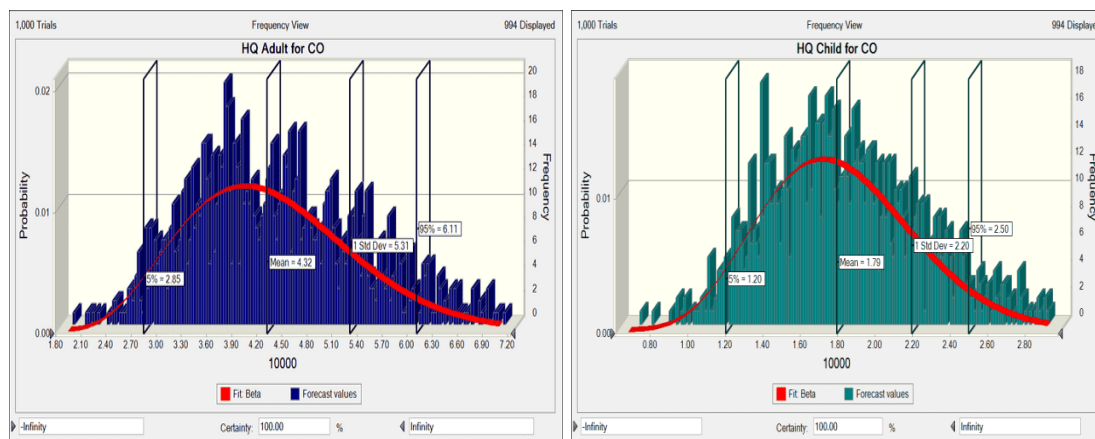 1,000 Trials Frequency View 994 Displayed
HQ Adult for CO
Probability
Frequency
0.02
0.01
0.00
20
18
16
14
12
10
8
6
4
2
0
95% = 6.11
1 Std Dev = 5.31
Mean = 4.32
5% = 2.85
1.80 2.10 2.40 2.70 3.00 3.30 3.60 3.90 4.20 4.50 4.80 5.10 5.40 5.70 6.00 6.30 6.60 6.90 7.20
10000
Fit: Beta Forecast values
-Infinity Certainty: 100.00 % Infinity
1,000 Trials Frequency View 994 Displayed
HQ Child for CO
Probability
Frequency
0.01
0.00
18
16
14
12
10
8
6
4
2
0
95% = 2.50
1 Std Dev = 2.20
Mean = 1.79
5% = 1.20
0.80 1.00 1.20 1.40 1.60 1.80 2.00 2.20 2.40 2.60 2.80
10000
Fit: Beta Forecast values
-Infinity Certainty: 100.00 % Infinity